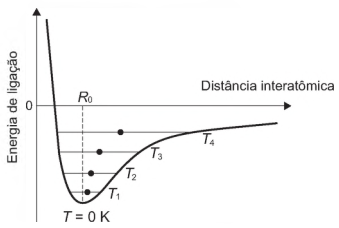 Energia de ligação
0
R₀
Distância interatômica
T₄
T₃
T₂
T₁
T = 0 K